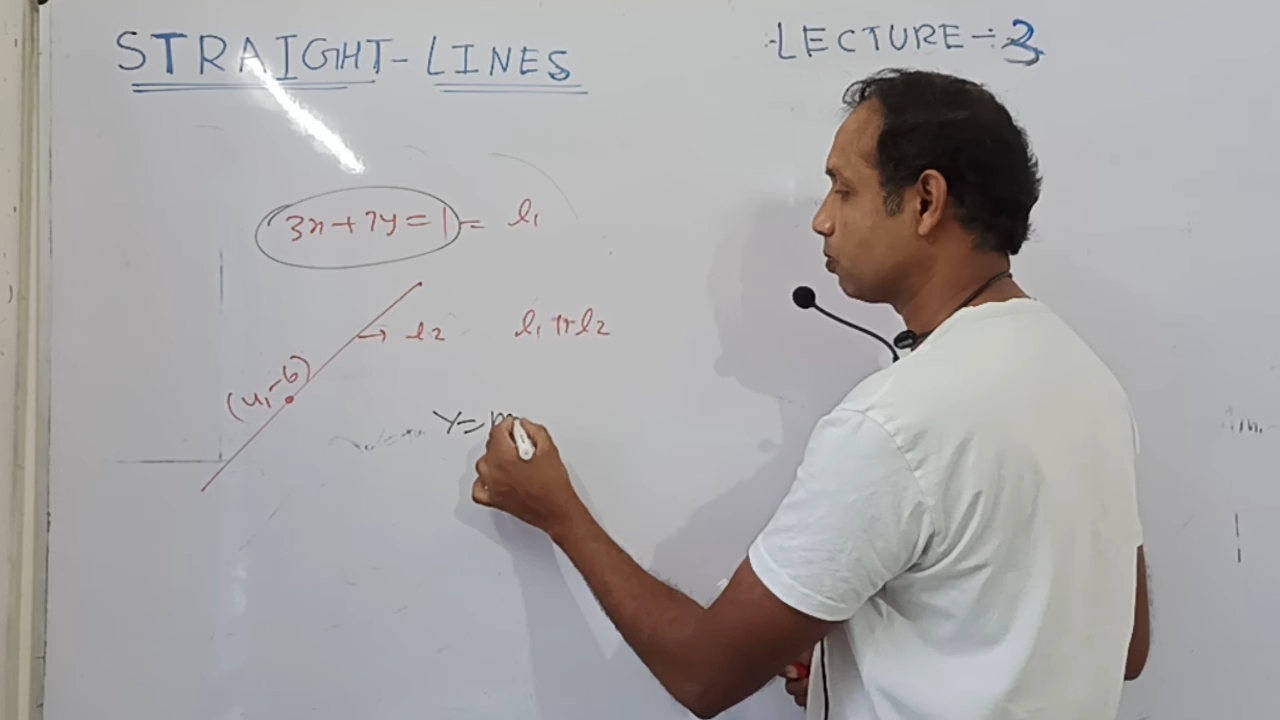 STRAIGHT-LINES
LECTURE-3
3x+7y=1 = l₁
→ l₂
l₁ ∥ l₂
(4,-6)
y=m